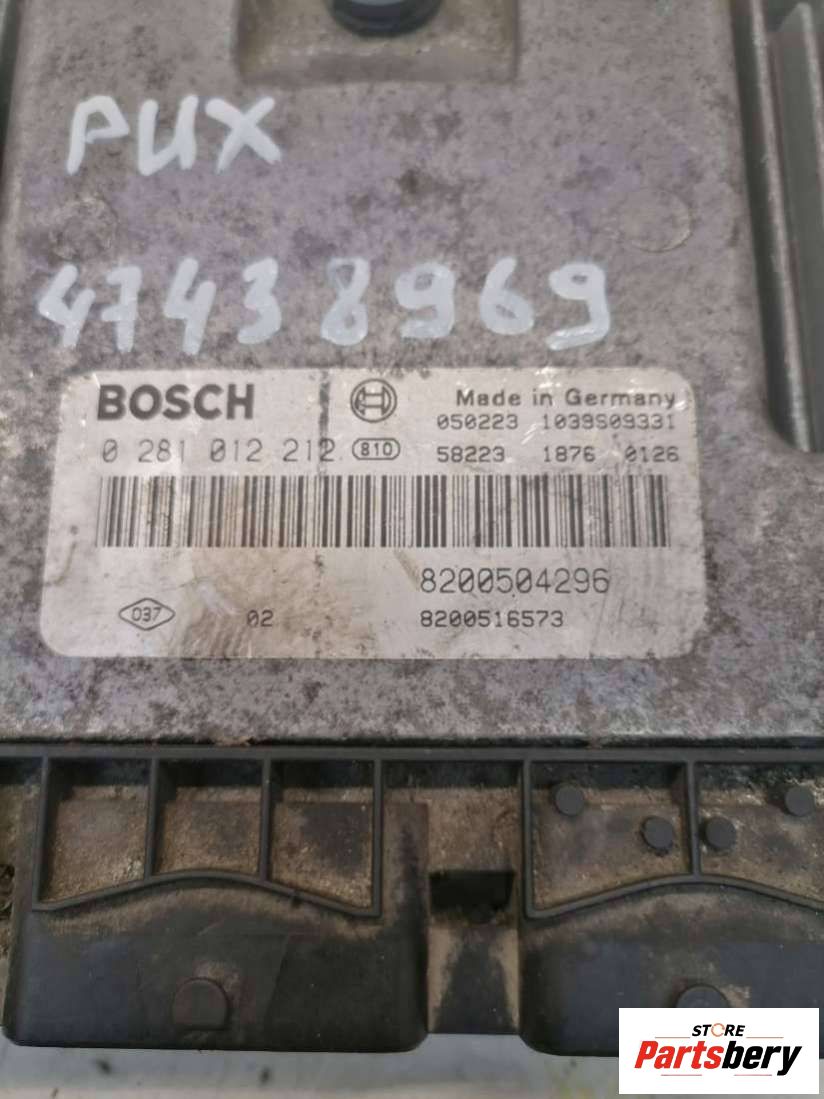 PUX
47438969
BOSCH Made in Germany
050223 1039S09331
0 281 012 212 810 58223 1876 0126
8200504296
037 02 8200516573
STORE
Partsbery